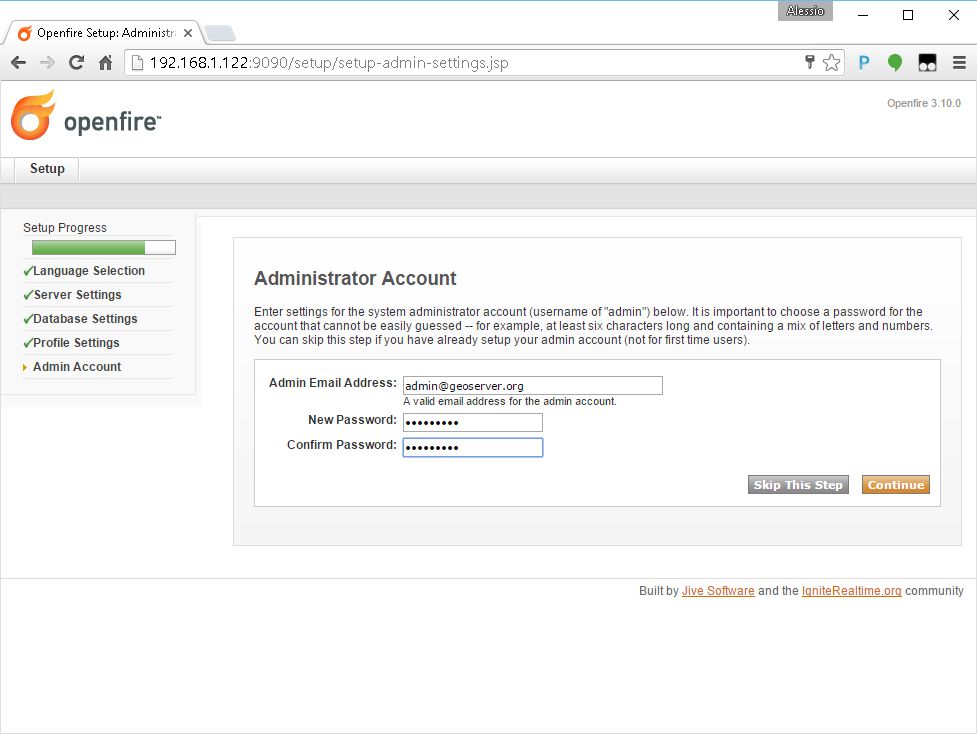 Alessio
Openfire Setup: Administr
192.168.1.122:9090/setup/setup-admin-settings.jsp
P
openfire™
Openfire 3.10.0
Setup
Setup Progress
Language Selection
Server Settings
Database Settings
Profile Settings
Admin Account
Administrator Account
Enter settings for the system administrator account (username of "admin") below. It is important to choose a password for the
account that cannot be easily guessed -- for example, at least six characters long and containing a mix of letters and numbers.
You can skip this step if you have already setup your admin account (not for first time users).
Admin Email Address: admin@geoserver.org
A valid email address for the admin account.
New Password: •••••••••
Confirm Password: •••••••••
Skip This Step Continue
Built by Jive Software and the IgniteRealtime.org community